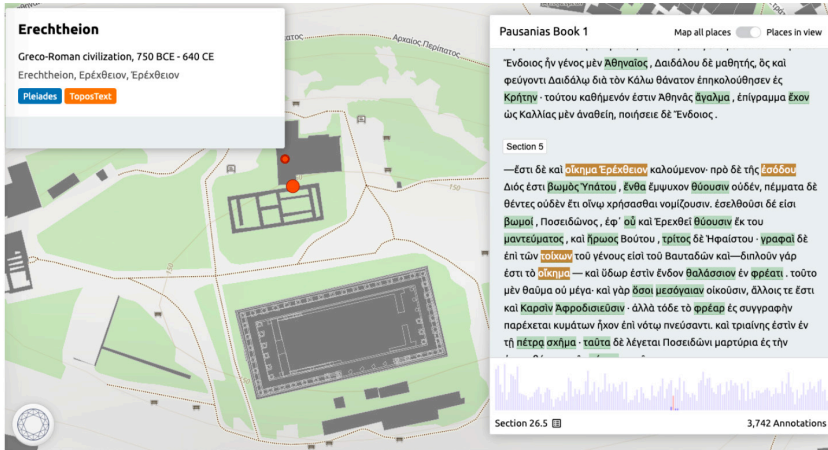 Erechtheion
Greco-Roman civilization, 750 BCE - 640 CE
Erechtheion, Ερέχθειον, Ἐρέχθειον
Pleiades
ToposText
Αρχαίος Περίπατος
150
150
Pausanias Book 1
Map all places
Places in view
Ἔνδοιος ἦν γένος μὲν Ἀθηναῖος , Δαιδάλου δὲ μαθητής, ὃς καὶ
φεύγοντι Δαιδάλῳ διὰ τὸν Κάλω θάνατον ἐπηκολούθησεν ἐς
Κρήτην · τούτου καθήμενόν ἐστιν Ἀθηνᾶς ἄγαλμα , ἐπίγραμμα ἔχον
ὡς Καλλίας μὲν ἀναθείη, ποιήσειε δὲ Ἔνδοιος .
Section 5
—ἔστι δὲ καὶ οἴκημα Ἐρέχθειον καλούμενον· πρὸ δὲ τῆς ἐσόδου
Διός ἐστι βωμὸς Ὑπάτου , ἔνθα ἔμψυχον θύουσιν οὐδέν, πέμματα δὲ
θέντες οὐδὲν ἔτι οἴνῳ χρήσασθαι νομίζουσιν. ἐσελθοῦσι δέ εἰσι
βωμοί , Ποσειδῶνος , ἐφ᾽ οὗ καὶ Ἐρεχθεῖ θύουσιν ἔκ του
μαντεύματος , καὶ ἥρωος Βούτου , τρίτος δὲ Ἡφαίστου · γραφαὶ δὲ
ἐπὶ τῶν τοίχων τοῦ γένους εἰσὶ τοῦ Βουταδῶν καὶ—διπλοῦν γάρ
ἐστι τὸ οἴκημα — καὶ ὕδωρ ἐστὶν ἔνδον θαλάσσιον ἐν φρέατι . τοῦτο
μὲν θαῦμα οὐ μέγα· καὶ γὰρ ὅσοι μεσόγαιαν οἰκοῦσιν, ἄλλοις τε ἔστι
καὶ Καρσὶν Ἀφροδισιεῦσιν · ἀλλὰ τόδε τὸ φρέαρ ἐς συγγραφὴν
παρέχεται κυμάτων ἦχον ἐπὶ νότῳ πνεύσαντι. καὶ τριαίνης ἐστὶν ἐν
τῇ πέτρᾳ σχῆμα · ταῦτα δὲ λέγεται Ποσειδῶνι μαρτύρια ἐς τὴν
Section 26.5
3,742 Annotations